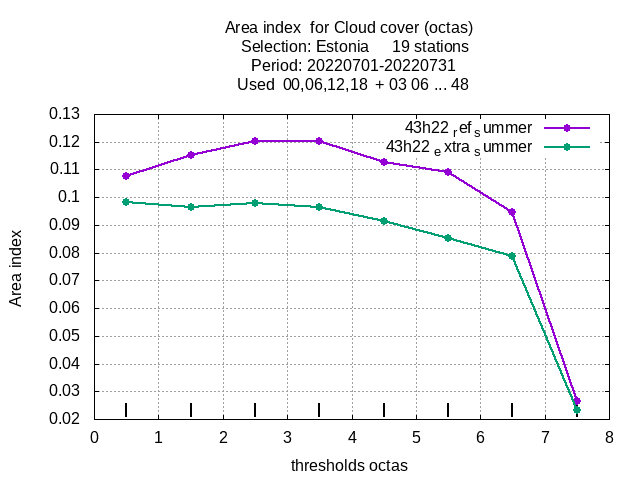 Area index  for Cloud cover (octas)
Selection: Estonia     19 stations
Period: 20220701-20220731
Used  00,06,12,18  + 03 06 ... 48
0.13
43h22 ref summer
0.12
43h22 extra summer
0.11
0.1
0.09
0.08
0.07
0.06
0.05
0.04
0.03
0.02
Area index
0 1 2 3 4 5 6 7 8
thresholds octas